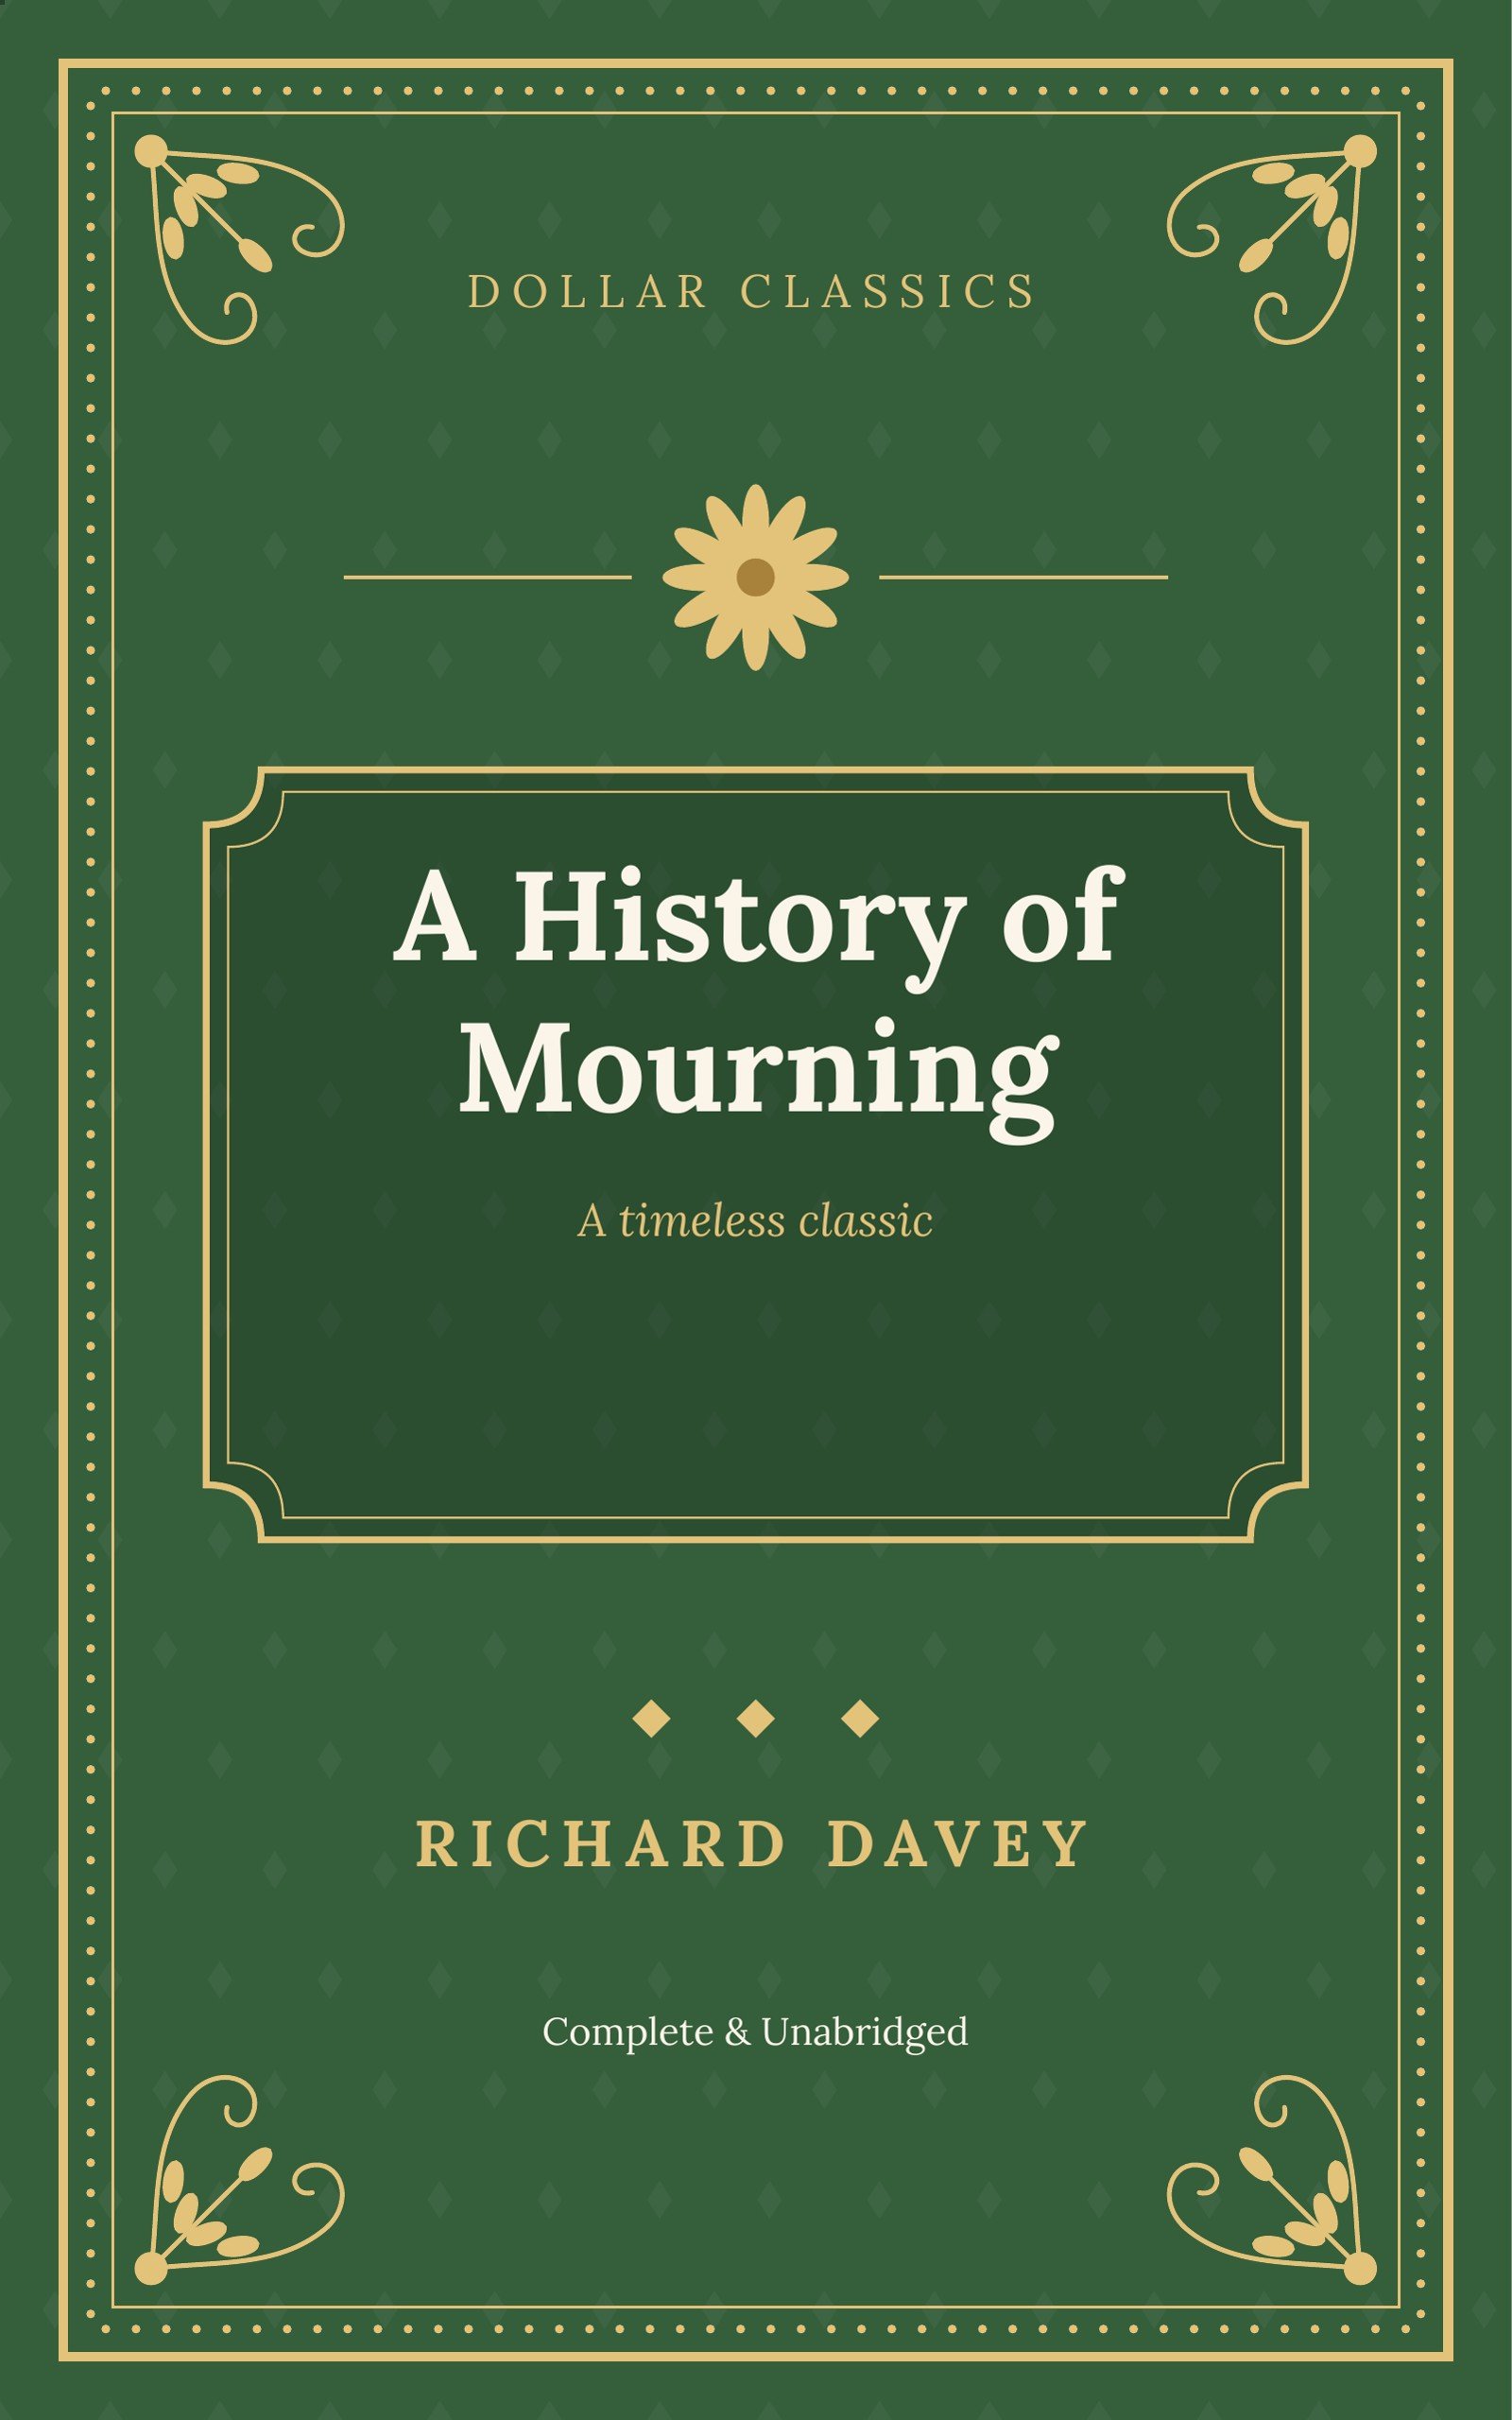 DOLLAR CLASSICS
A History of
Mourning
A timeless classic
RICHARD DAVEY
Complete & Unabridged